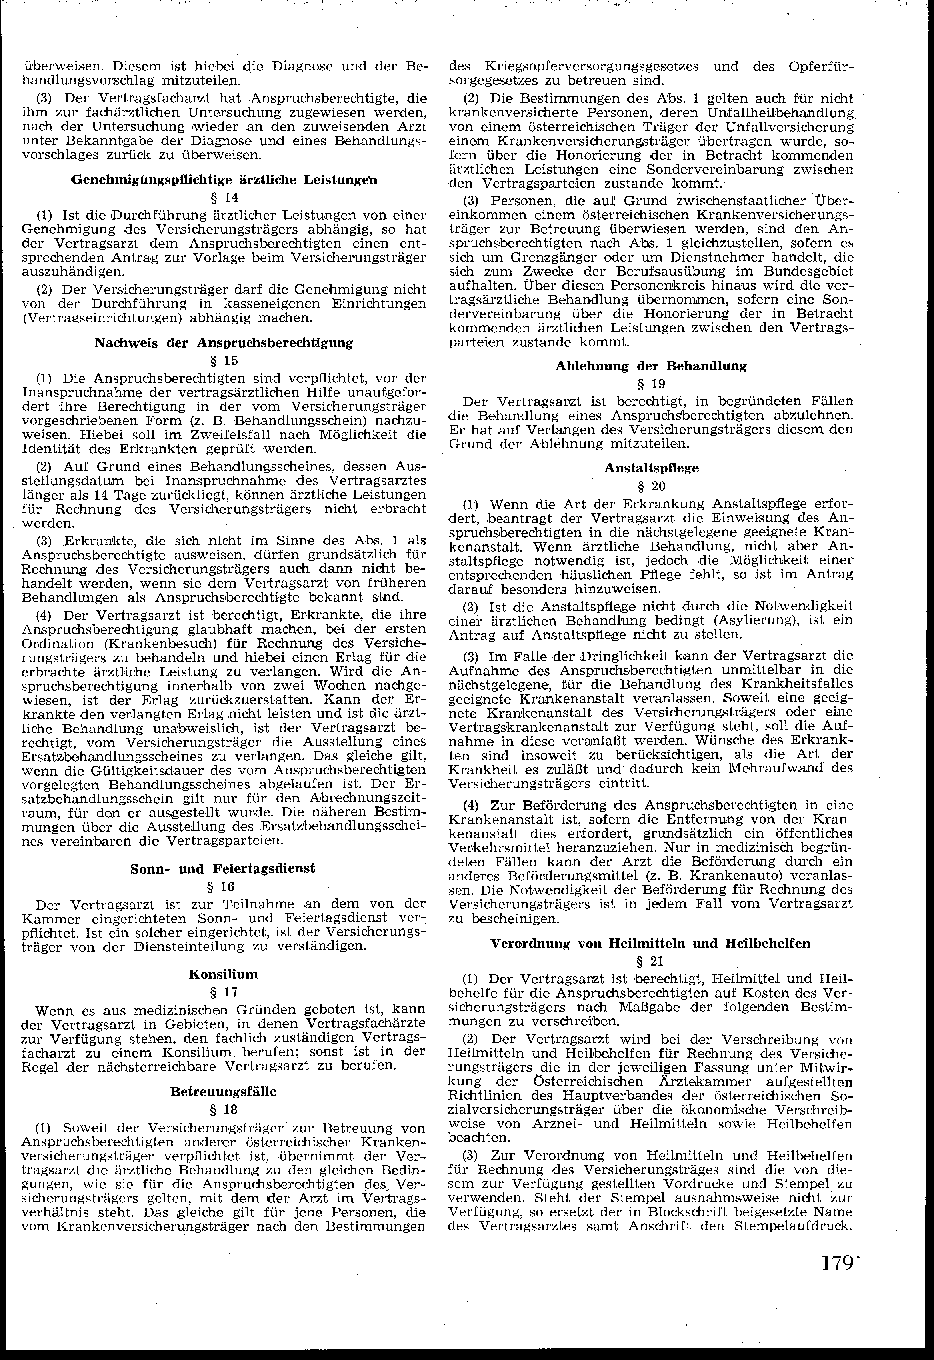 überweisen. Diesem ist hiebei die Diagnose und der Be-
handlungsvorschlag mitzuteilen.
(3) Der Vertragsfacharzt hat Anspruchsberechtigte, die
ihm zur fachärztlichen Untersuchung zugewiesen werden,
nach der Untersuchung wieder an den zuweisenden Arzt
unter Bekanntgabe der Diagnose und eines Behandlungs-
vorschlages zurück zu überweisen.
Genehmigungspflichtige ärztliche Leistungen
§ 14
(1) Ist die Durchführung ärztlicher Leistungen von einer
Genehmigung des Versicherungsträgers abhängig, so hat
der Vertragsarzt dem Anspruchsberechtigten einen ent-
sprechenden Antrag zur Vorlage beim Versicherungsträger
auszuhändigen.
(2) Der Versicherungsträger darf die Genehmigung nicht
von der Durchführung in kasseneigenen Einrichtungen
(Vertragseinrichtungen) abhängig machen.
Nachweis der Anspruchsberechtigung
§ 15
(1) Die Anspruchsberechtigten sind verpflichtet, vor der
Inanspruchnahme der vertragsärztlichen Hilfe unaufgefor-
dert ihre Berechtigung in der vom Versicherungsträger
vorgeschriebenen Form (z. B. Behandlungsschein) nachzu-
weisen. Hiebei soll im Zweifelsfall nach Möglichkeit die
Identität des Erkrankten geprüft werden.
(2) Auf Grund eines Behandlungsscheines, dessen Aus-
stellungsdatum bei Inanspruchnahme des Vertragsarztes
länger als 14 Tage zurückliegt, können ärztliche Leistungen
für Rechnung des Versicherungsträgers nicht erbracht
werden.
(3) Erkrankte, die sich nicht im Sinne des Abs. 1 als
Anspruchsberechtigte ausweisen, dürfen grundsätzlich für
Rechnung des Versicherungsträgers auch dann nicht be-
handelt werden, wenn sie dem Vertragsarzt von früheren
Behandlungen als Anspruchsberechtigte bekannt sind.
(4) Der Vertragsarzt ist berechtigt, Erkrankte, die ihre
Anspruchsberechtigung glaubhaft machen, bei der ersten
Ordination (Krankenbesuch) für Rechnung des Versiche-
rungsträgers zu behandeln und hiebei einen Erlag für die
erbrachte ärztliche Leistung zu verlangen. Wird die An-
spruchsberechtigung innerhalb von zwei Wochen nachge-
wiesen, ist der Erlag zurückzuerstatten. Kann der Er-
krankte den verlangten Erlag nicht leisten und ist die ärzt-
liche Behandlung unabweislich, ist der Vertragsarzt be-
rechtigt, vom Versicherungsträger die Ausstellung eines
Ersatzbehandlungsscheines zu verlangen. Das gleiche gilt,
wenn die Gültigkeitsdauer des vom Anspruchsberechtigten
vorgelegten Behandlungsscheines abgelaufen ist. Der Er-
satzbehandlungsschein gilt nur für den Abrechnungszeit-
raum, für den er ausgestellt wurde. Die näheren Bestim-
mungen über die Ausstellung des Ersatzbehandlungsschei-
nes vereinbaren die Vertragsparteien.
Sonn- und Feiertagsdienst
§ 16
Der Vertragsarzt ist zur Teilnahme an dem von der
Kammer eingerichteten Sonn- und Feiertagsdienst ver-
pflichtet. Ist ein solcher eingerichtet, ist der Versicherungs-
träger von der Diensteinteilung zu verständigen.
Konsilium
§ 17
Wenn es aus medizinischen Gründen geboten ist, kann
der Vertragsarzt in Gebieten, in denen Vertragsfachärzte
zur Verfügung stehen, den fachlich zuständigen Vertrags-
facharzt zu einem Konsilium berufen; sonst ist in der
Regel der nächsterreichbare Vertragsarzt zu berufen.
Betreuungsfälle
§ 18
(1) Soweit der Versicherungsträger zur Betreuung von
Anspruchsberechtigten anderer österreichischer Kranken-
versicherungsträger verpflichtet ist, übernimmt der Ver-
tragsarzt die ärztliche Behandlung zu den gleichen Bedin-
gungen, wie sie für die Anspruchsberechtigten des Ver-
sicherungsträgers gelten, mit dem der Arzt im Vertrags-
verhältnis steht. Das gleiche gilt für jene Personen, die
vom Krankenversicherungsträger nach den Bestimmungen
des Kriegsopferversorgungsgesetzes und des Opferfür-
sorgegesetzes zu betreuen sind.
(2) Die Bestimmungen des Abs. 1 gelten auch für nicht
krankenversicherte Personen, deren Unfallheilbehandlung
von einem österreichischen Träger der Unfallversicherung
einem Krankenversicherungsträger übertragen wurde, so-
fern über die Honorierung der in Betracht kommenden
ärztlichen Leistungen eine Sondervereinbarung zwischen
den Vertragsparteien zustande kommt.
(3) Personen, die auf Grund zwischenstaatlicher Über-
einkommen einem österreichischen Krankenversicherungs-
träger zur Betreuung überwiesen werden, sind den An-
spruchsberechtigten nach Abs. 1 gleichzustellen, sofern es
sich um Grenzgänger oder um Dienstnehmer handelt, die
sich zum Zwecke der Berufsausübung im Bundesgebiet
aufhalten. Über diesen Personenkreis hinaus wird die ver-
tragsärztliche Behandlung übernommen, sofern eine Son-
dervereinbarung über die Honorierung der in Betracht
kommenden ärztlichen Leistungen zwischen den Vertrags-
parteien zustande kommt.
Ablehnung der Behandlung
§ 19
Der Vertragsarzt ist berechtigt, in begründeten Fällen
die Behandlung eines Anspruchsberechtigten abzulehnen.
Er hat auf Verlangen des Versicherungsträgers diesem den
Grund der Ablehnung mitzuteilen.
Anstaltspflege
§ 20
(1) Wenn die Art der Erkrankung Anstaltspflege erfor-
dert, beantragt der Vertragsarzt die Einweisung des An-
spruchsberechtigten in die nächstgelegene geeignete Kran-
kenanstalt. Wenn ärztliche Behandlung, nicht aber An-
staltspflege notwendig ist, jedoch die Möglichkeit einer
entsprechenden häuslichen Pflege fehlt, so ist im Antrag
darauf besonders hinzuweisen.
(2) Ist die Anstaltspflege nicht durch die Notwendigkeit
einer ärztlichen Behandlung bedingt (Asylierung), ist ein
Antrag auf Anstaltspflege nicht zu stellen.
(3) Im Falle der Dringlichkeit kann der Vertragsarzt die
Aufnahme des Anspruchsberechtigten unmittelbar in die
nächstgelegene, für die Behandlung des Krankheitsfalles
geeignete Krankenanstalt veranlassen. Soweit eine geeig-
nete Krankenanstalt des Versicherungsträgers oder eine
Vertragskrankenanstalt zur Verfügung steht, soll die Auf-
nahme in diese veranlaßt werden. Wünsche des Erkrank-
ten sind insoweit zu berücksichtigen, als die Art der
Krankheit es zuläßt und dadurch kein Mehraufwand des
Versicherungsträgers eintritt.
(4) Zur Beförderung des Anspruchsberechtigten in eine
Krankenanstalt ist, sofern die Entfernung von der Kran-
kenanstalt dies erfordert, grundsätzlich ein öffentliches
Verkehrsmittel heranzuziehen. Nur in medizinisch begrün-
deten Fällen kann der Arzt die Beförderung durch ein
anderes Beförderungsmittel (z. B. Krankenauto) veranlas-
sen. Die Notwendigkeit der Beförderung für Rechnung des
Versicherungsträgers ist in jedem Fall vom Vertragsarzt
zu bescheinigen.
Verordnung von Heilmitteln und Heilbehelfen
§ 21
(1) Der Vertragsarzt ist berechtigt, Heilmittel und Heil-
behelfe für die Anspruchsberechtigten auf Kosten des Ver-
sicherungsträgers nach Maßgabe der folgenden Bestim-
mungen zu verschreiben.
(2) Der Vertragsarzt wird bei der Verschreibung von
Heilmitteln und Heilbehelfen für Rechnung des Versiche-
rungsträgers die in der jeweiligen Fassung unter Mitwir-
kung der Österreichischen Ärztekammer aufgestellten
Richtlinien des Hauptverbandes der österreichischen So-
zialversicherungsträger über die ökonomische Verschreib-
weise von Arznei- und Heilmitteln sowie Heilbehelfen
beachten.
(3) Zur Verordnung von Heilmitteln und Heilbehelfen
für Rechnung des Versicherungsträges sind die von die-
sem zur Verfügung gestellten Vordrucke und Stempel zu
verwenden. Steht der Stempel ausnahmsweise nicht zur
Verfügung, so ersetzt der in Blockschrift beigesetzte Name
des Vertragsarztes samt Anschrift den Stempelaufdruck.
179